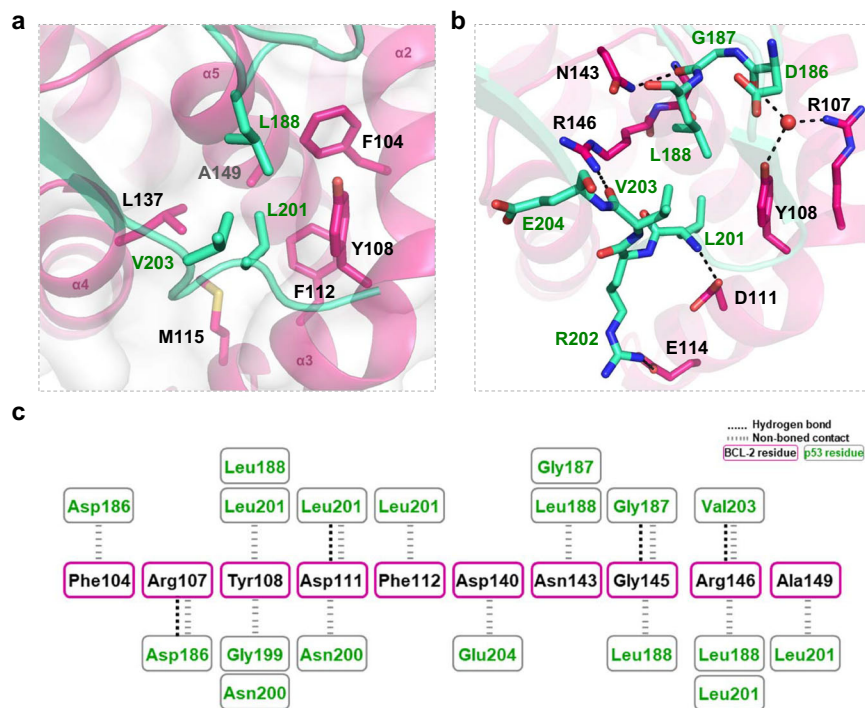 a
α5
α2
L188
F104
A149
L137
L201
V203
Y108
α4
F112
M115
α3
b
G187
N143
D186
R107
R146
L188
V203
Y108
E204
L201
D111
R202
E114
c
Hydrogen bond
Non-boned contact
BCL-2 residue p53 residue
Leu188 Gly187
Asp186 Leu201 Leu201 Leu201 Leu188 Gly187 Val203
Phe104 Arg107 Tyr108 Asp111 Phe112 Asp140 Asn143 Gly145 Arg146 Ala149
Asp186 Gly199 Asn200 Glu204 Leu188 Leu188 Leu201
Asn200 Leu201